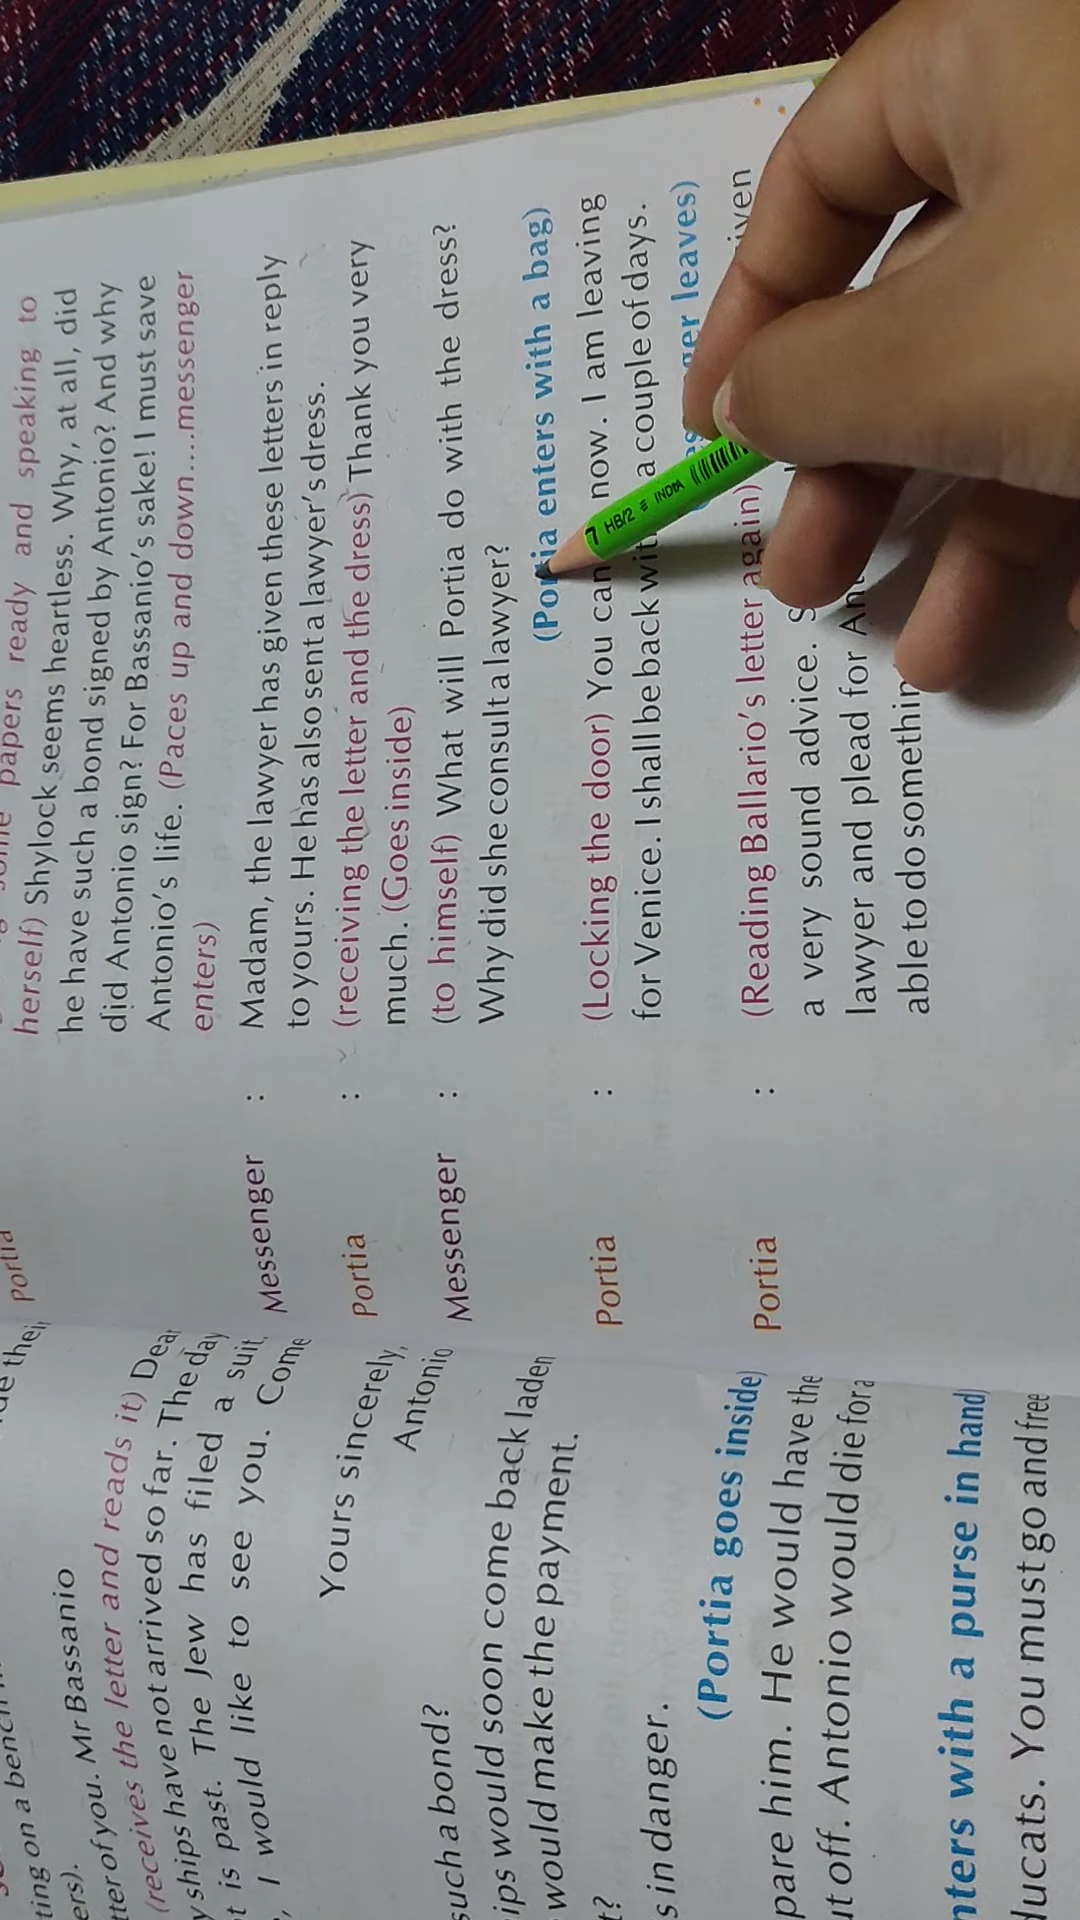 ting on a bench
ers).
tter of you. Mr Bassanio
(receives the letter and reads it) Dear
y ships have not arrived so far. The day
t is past. The Jew has filed a suit
, I would like to see you. Come
Yours sincerely,
Antonio
such a bond?
ips would soon come back laden
would make the payment.
t?
s in danger.
(Portia goes inside)
pare him. He would have the
ut off. Antonio would die for a
nters with a purse in hand)
ducats. You must go and free
Portia papers ready and speaking to
herself) Shylock seems heartless. Why, at all, did
he have such a bond signed by Antonio? And why
did Antonio sign? For Bassanio's sake! I must save
Antonio's life. (Paces up and down....messenger
enters)
Messenger : Madam, the lawyer has given these letters in reply
to yours. He has also sent a lawyer's dress.
Portia : (receiving the letter and the dress) Thank you very
much. (Goes inside)
Messenger : (to himself) What will Portia do with the dress?
Why did she consult a lawyer?
(Portia enters with a bag)
Portia : (Locking the door) You can now. I am leaving
for Venice. I shall be back a couple of days.
leaves)
Portia : (Reading Ballario's letter again)
a very sound advice.
lawyer and plead for
able to do
HB/2 INDIA